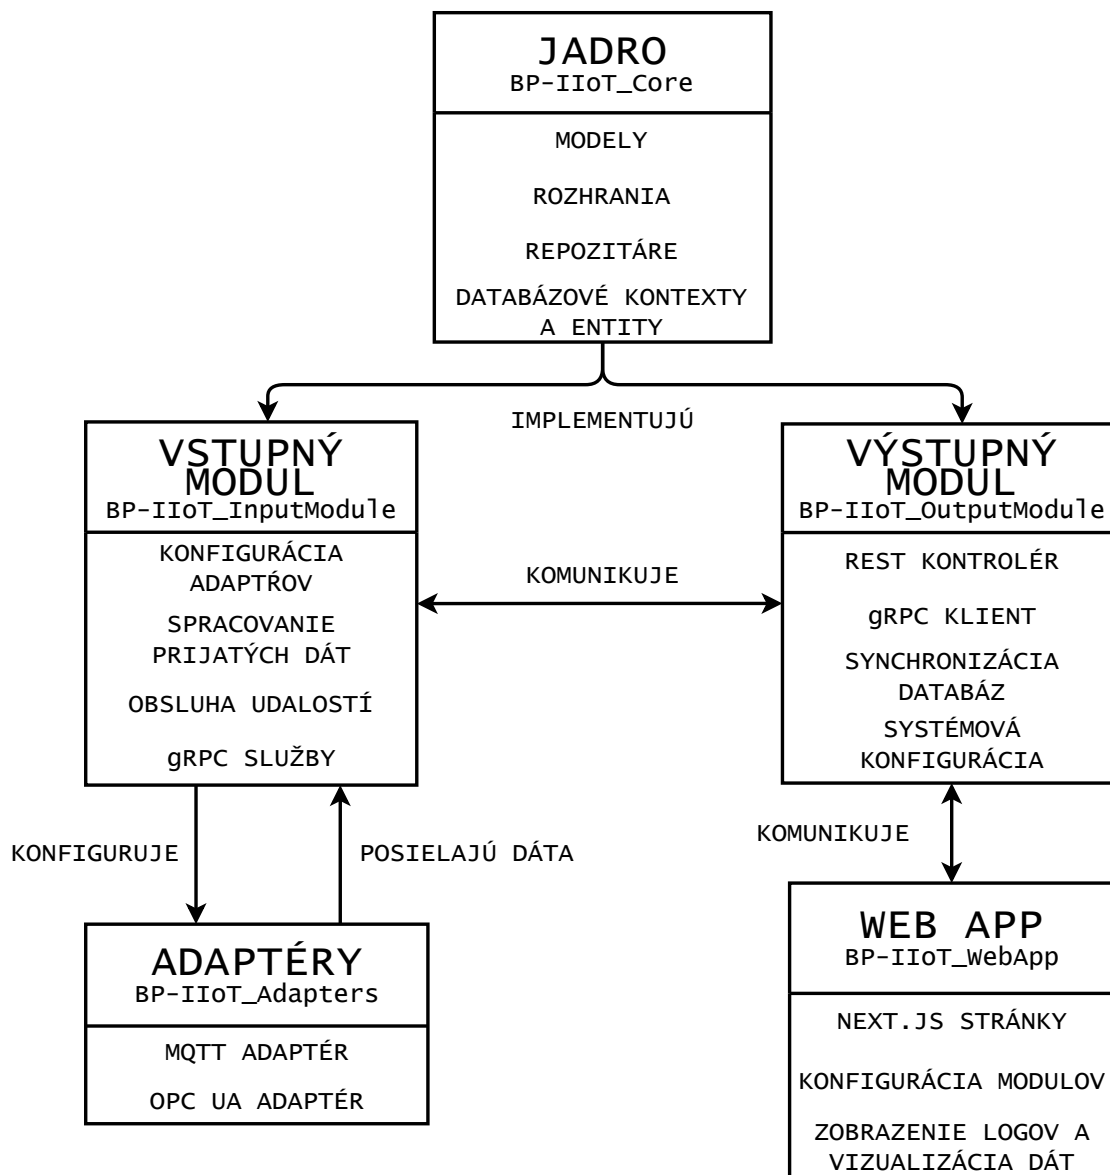 JADRO
BP-IIoT_Core
MODELY
ROZHRANIA
REPOZITÁRE
DATABÁZOVÉ KONTEXTY
A ENTITY
IMPLEMENTUJÚ
VSTUPNÝ
MODUL
BP-IIoT_InputModule
KONFIGURÁCIA
ADAPTŔOV
SPRACOVANIE
PRIJATÝCH DÁT
OBSLUHA UDALOSTÍ
gRPC SLUŽBY
KOMUNIKUJE
VÝSTUPNÝ
MODUL
BP-IIoT_OutputModule
REST KONTROLÉR
gRPC KLIENT
SYNCHRONIZÁCIA
DATABÁZ
SYSTÉMOVÁ
KONFIGURÁCIA
KONFIGURUJE
POSIELAJÚ DÁTA
KOMUNIKUJE
ADAPTÉRY
BP-IIoT_Adapters
MQTT ADAPTÉR
OPC UA ADAPTÉR
WEB APP
BP-IIoT_WebApp
NEXT.JS STRÁNKY
KONFIGURÁCIA MODULOV
ZOBRAZENIE LOGOV A
VIZUALIZÁCIA DÁT